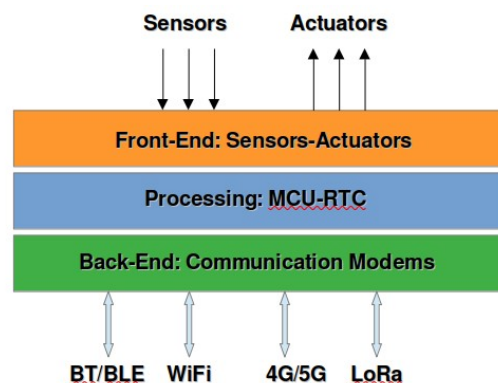 Sensors Actuators
Front-End: Sensors-Actuators
Processing: MCU-RTC
Back-End: Communication Modems
BT/BLE WiFi 4G/5G LoRa